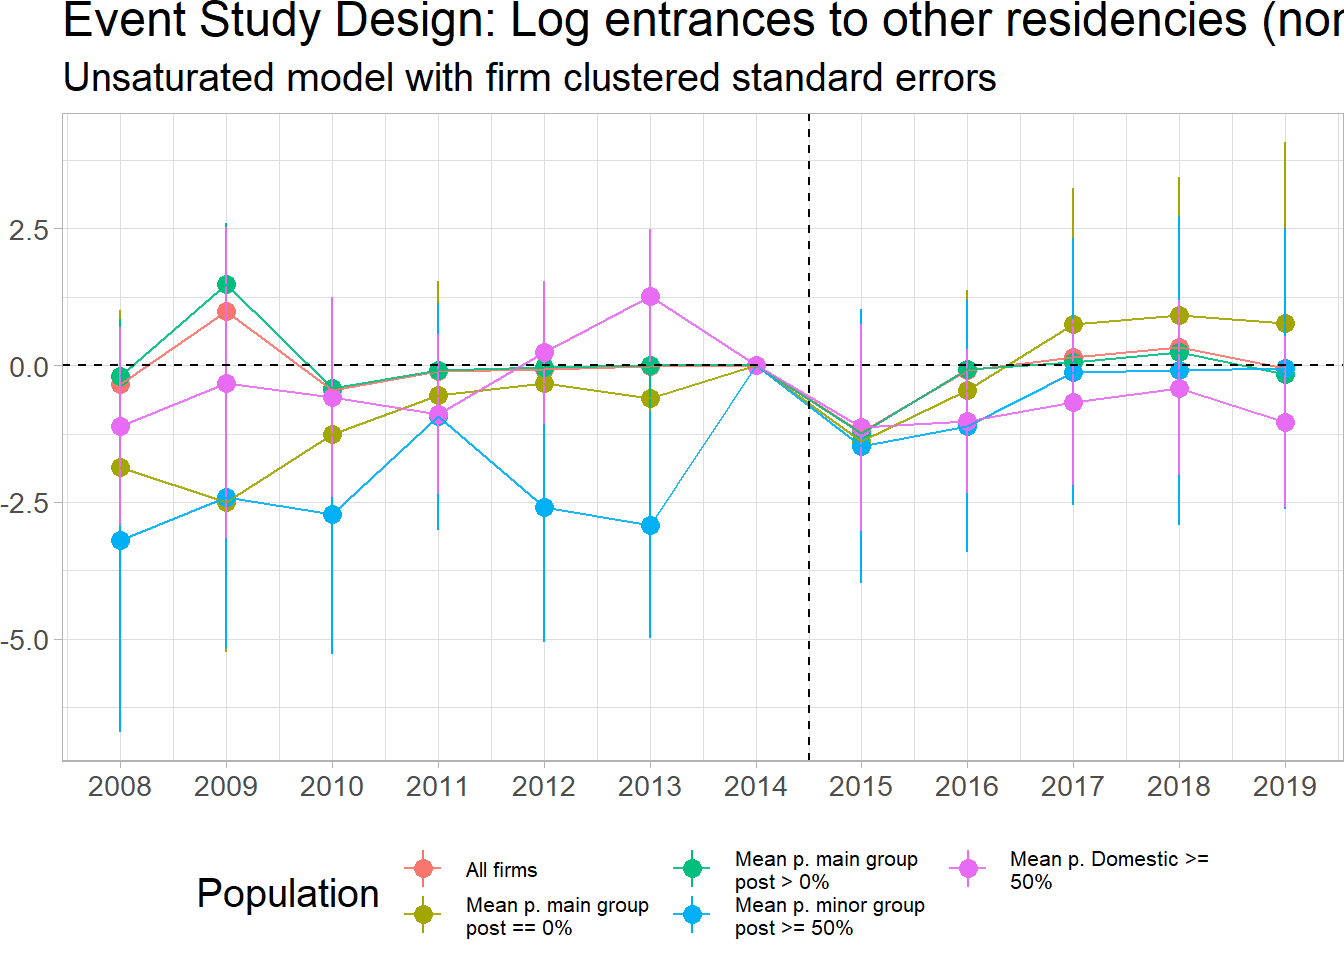 Event Study Design: Log entrances to other residencies
Unsaturated model with firm clustered standard errors
2.5
0.0
-2.5
-5.0
2008 2009 2010 2011 2012 2013 2014 2015 2016 2017 2018 2019
Population
All firms
Mean p. main group
post == 0%
Mean p. main group
post > 0%
Mean p. minor group
post >= 50%
Mean p. Domestic >=
50%